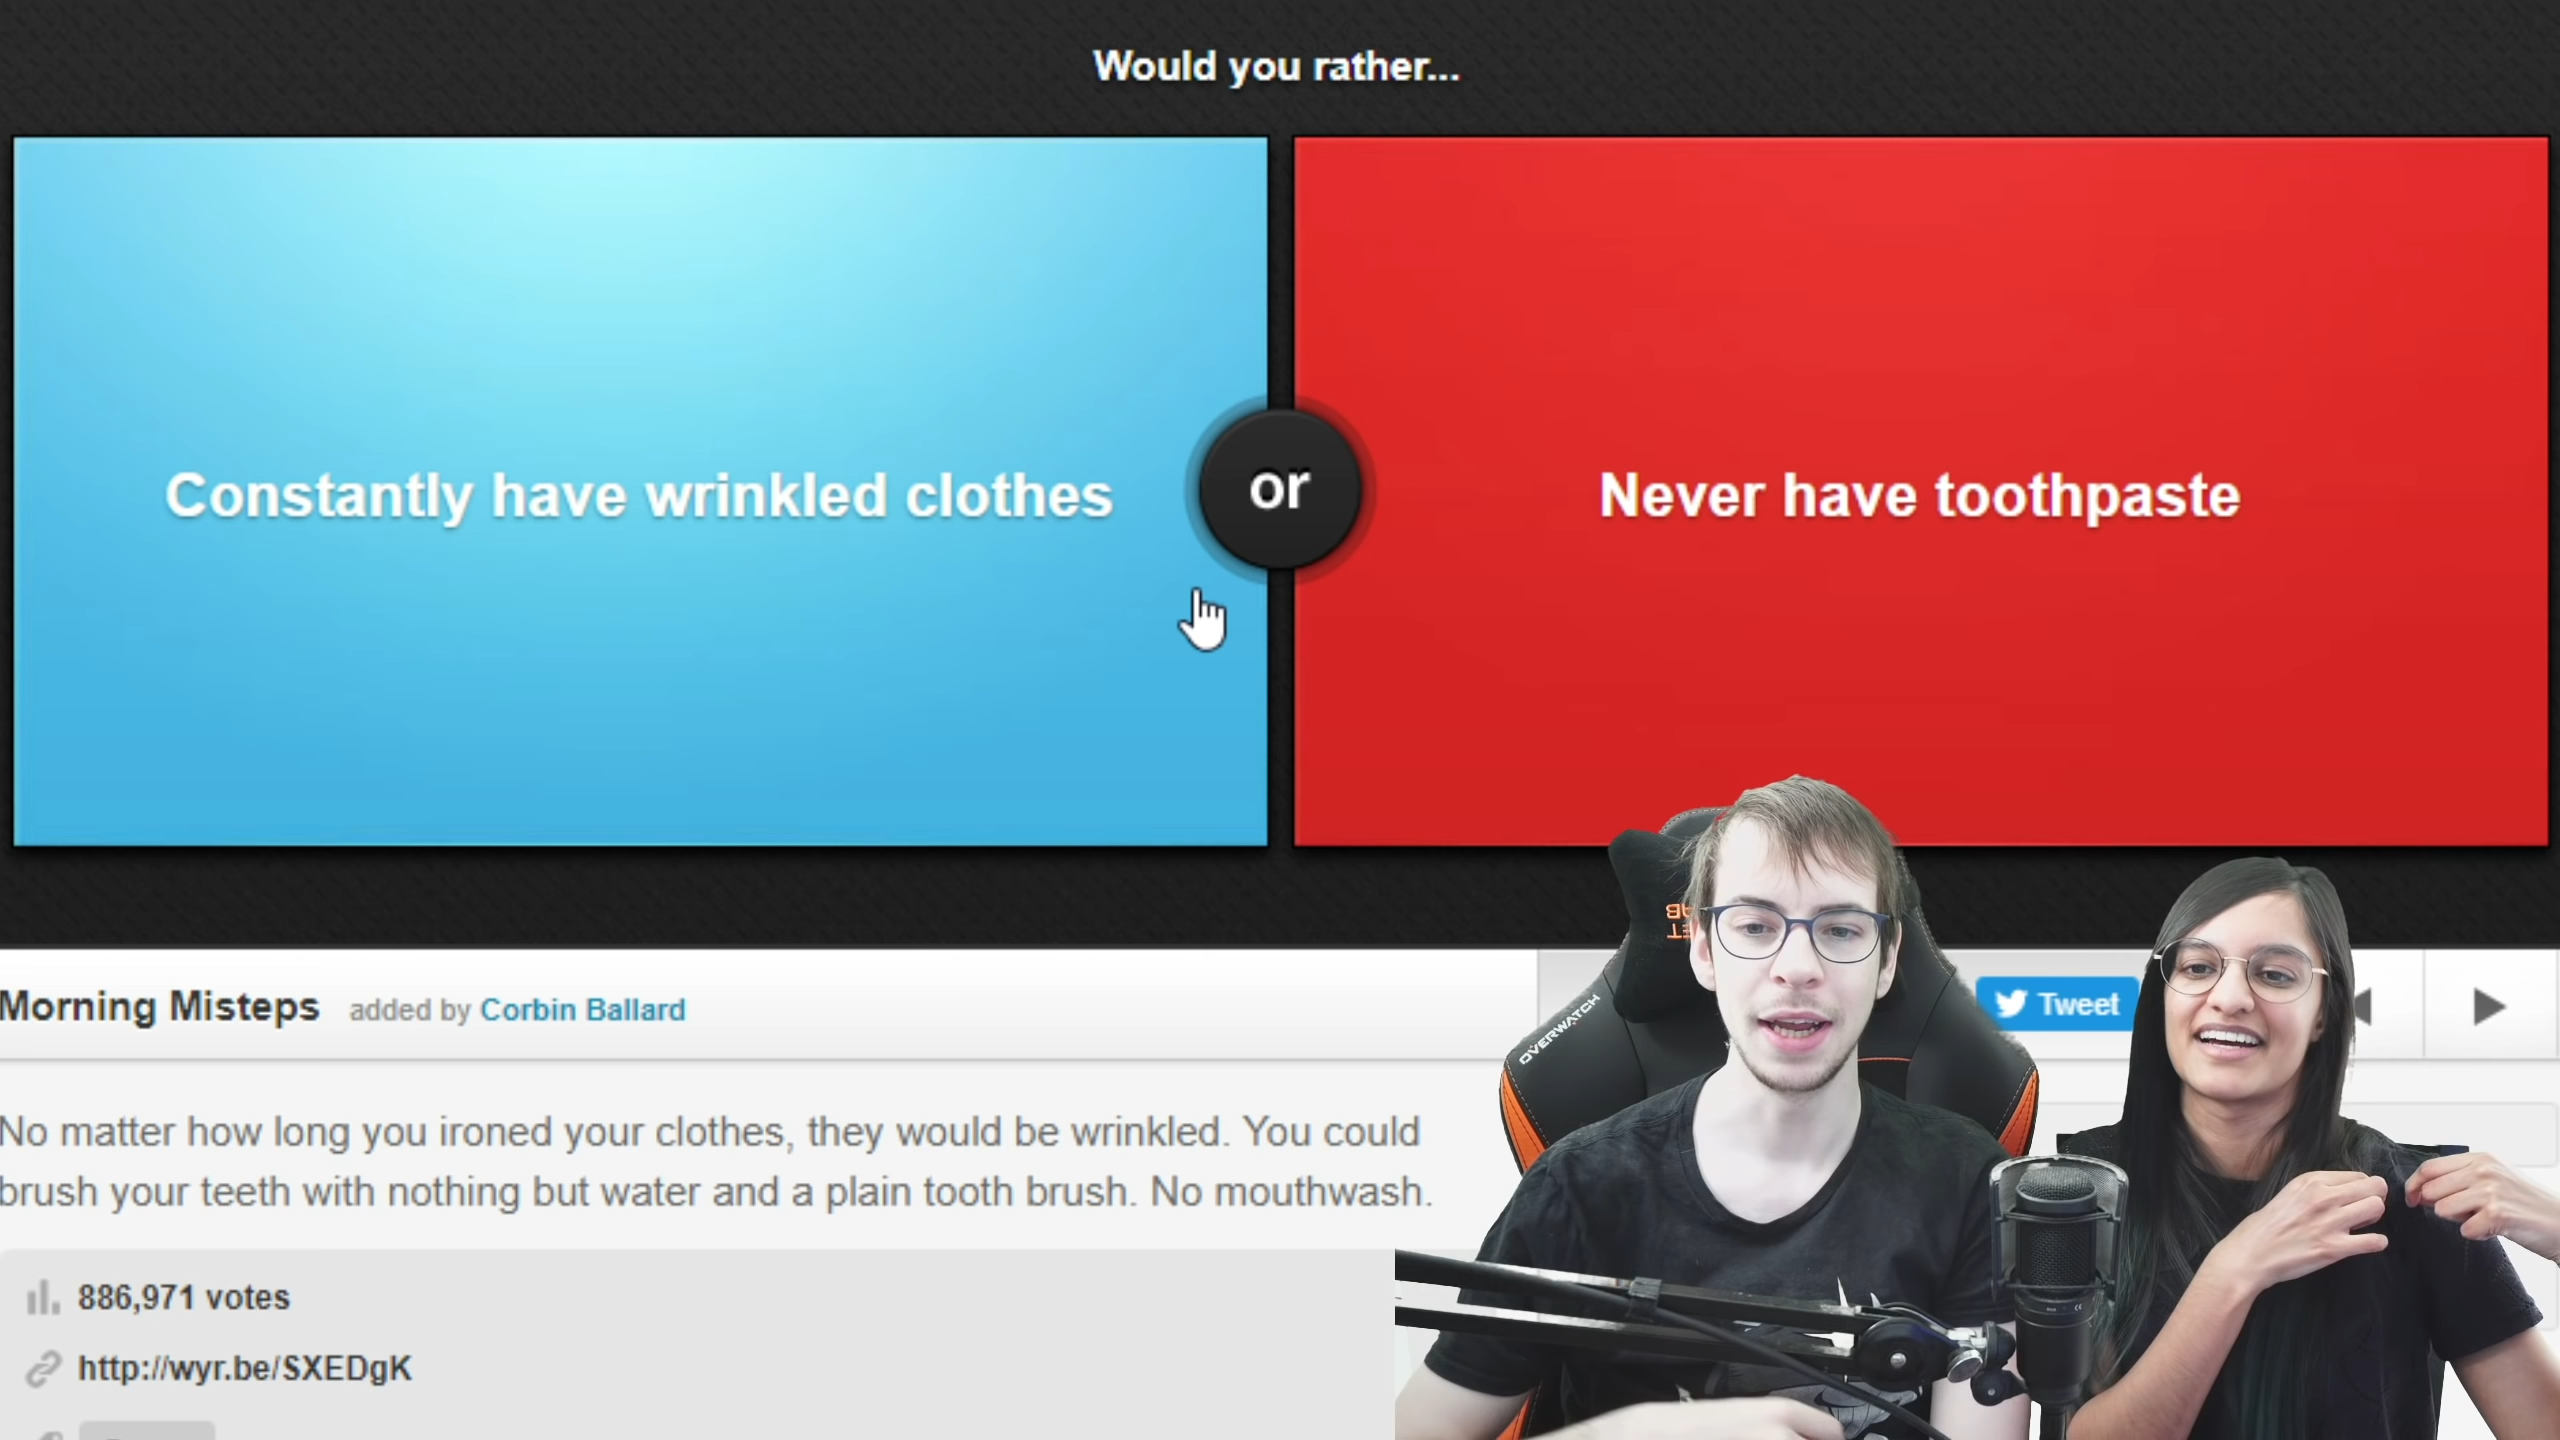 Would you rather...
Constantly have wrinkled clothes
or
Never have toothpaste
Morning Misteps added by Corbin Ballard
Tweet
No matter how long you ironed your clothes, they would be wrinkled. You could
brush your teeth with nothing but water and a plain tooth brush. No mouthwash.
886,971 votes
http://wyr.be/SXEDgK
OVERWATCH